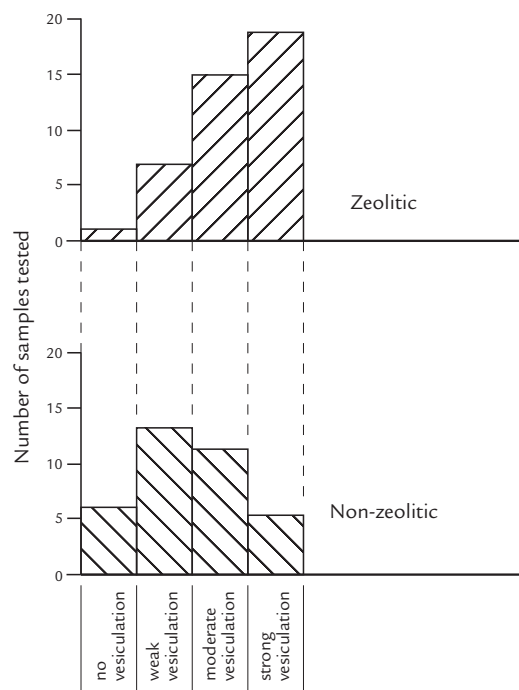 20
15
10
5
0
Zeolitic
Number of samples tested
20
15
10
5
0
Non-zeolitic
no
vesiculation
weak
vesiculation
moderate
vesiculation
strong
vesiculation